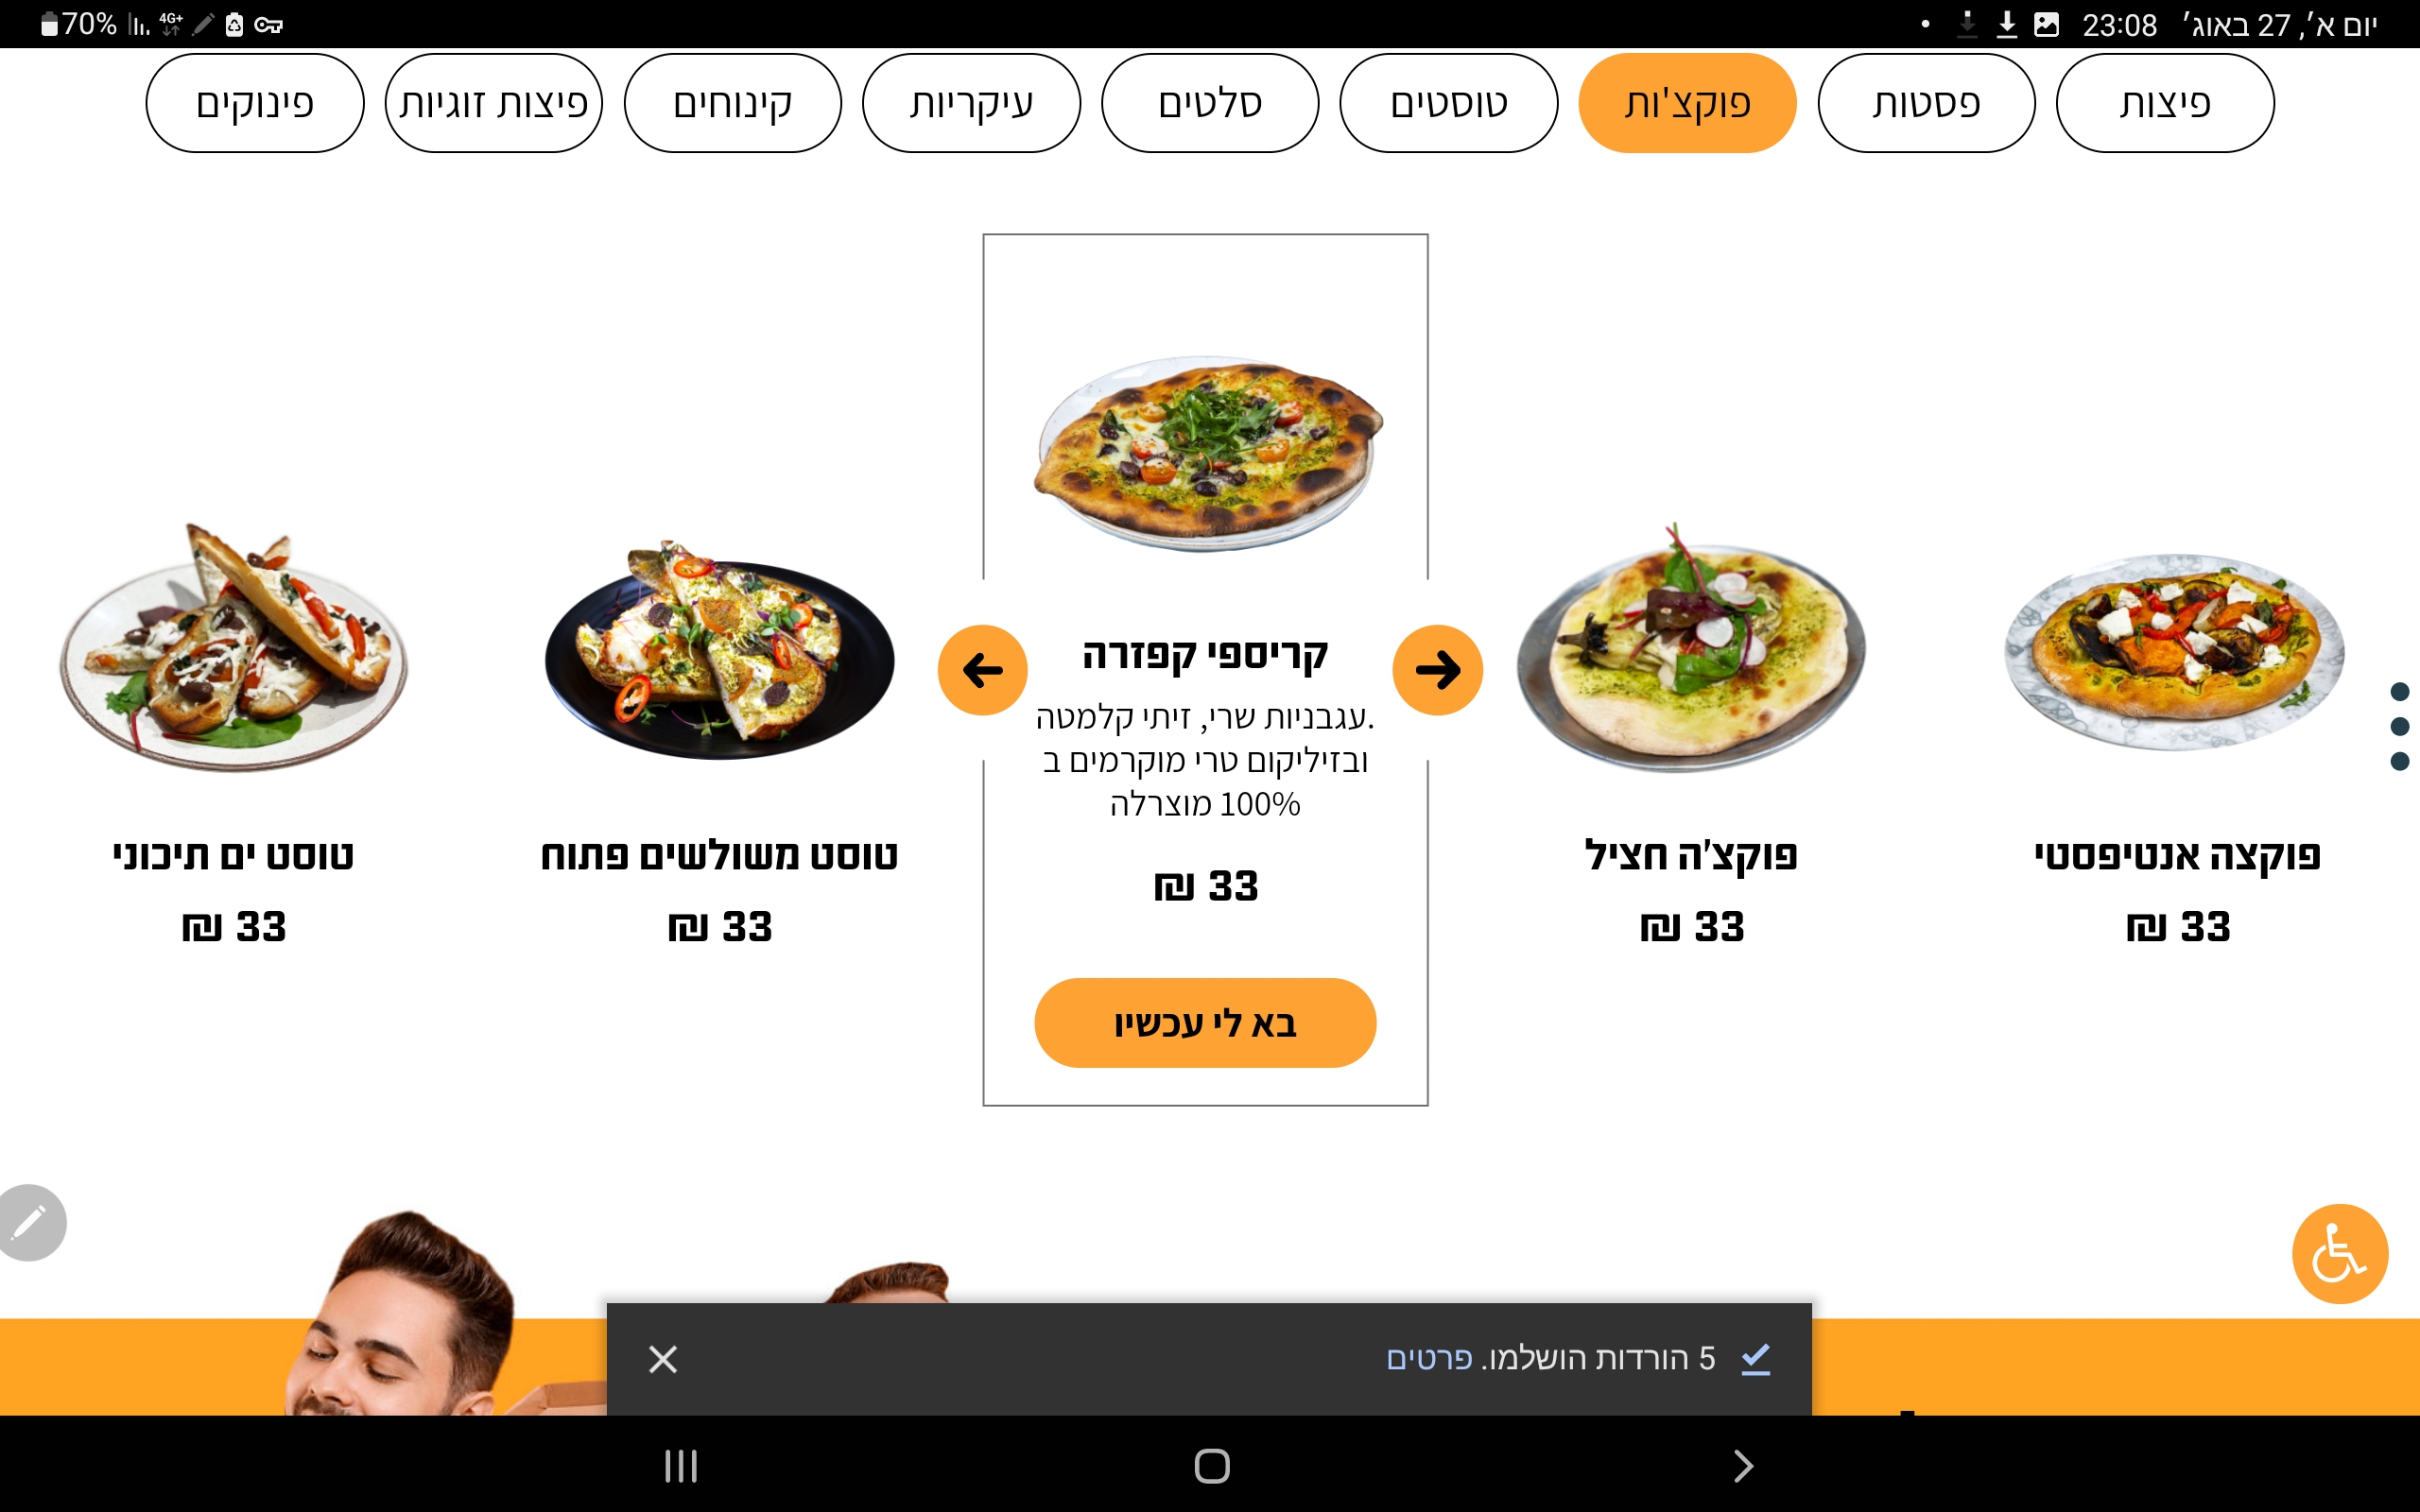 יום א׳, 27 באוג׳ 23:08
4G+ 70%
פיצות
פסטות
פוקצ'ות
טוסטים
סלטים
עיקריות
קינוחים
פיצות זוגיות
פינוקים
פוקצה אנטיפסטי
33 ₪
פוקצ'ה חציל
33 ₪
קריספי קפזרה
.עגבניות שרי, זיתי קלמטה
ובזיליקום טרי מוקרמים ב
100% מוצרלה
33 ₪
בא לי עכשיו
טוסט משולשים פתוח
33 ₪
טוסט ים תיכוני
33 ₪
5 הורדות הושלמו. פרטים